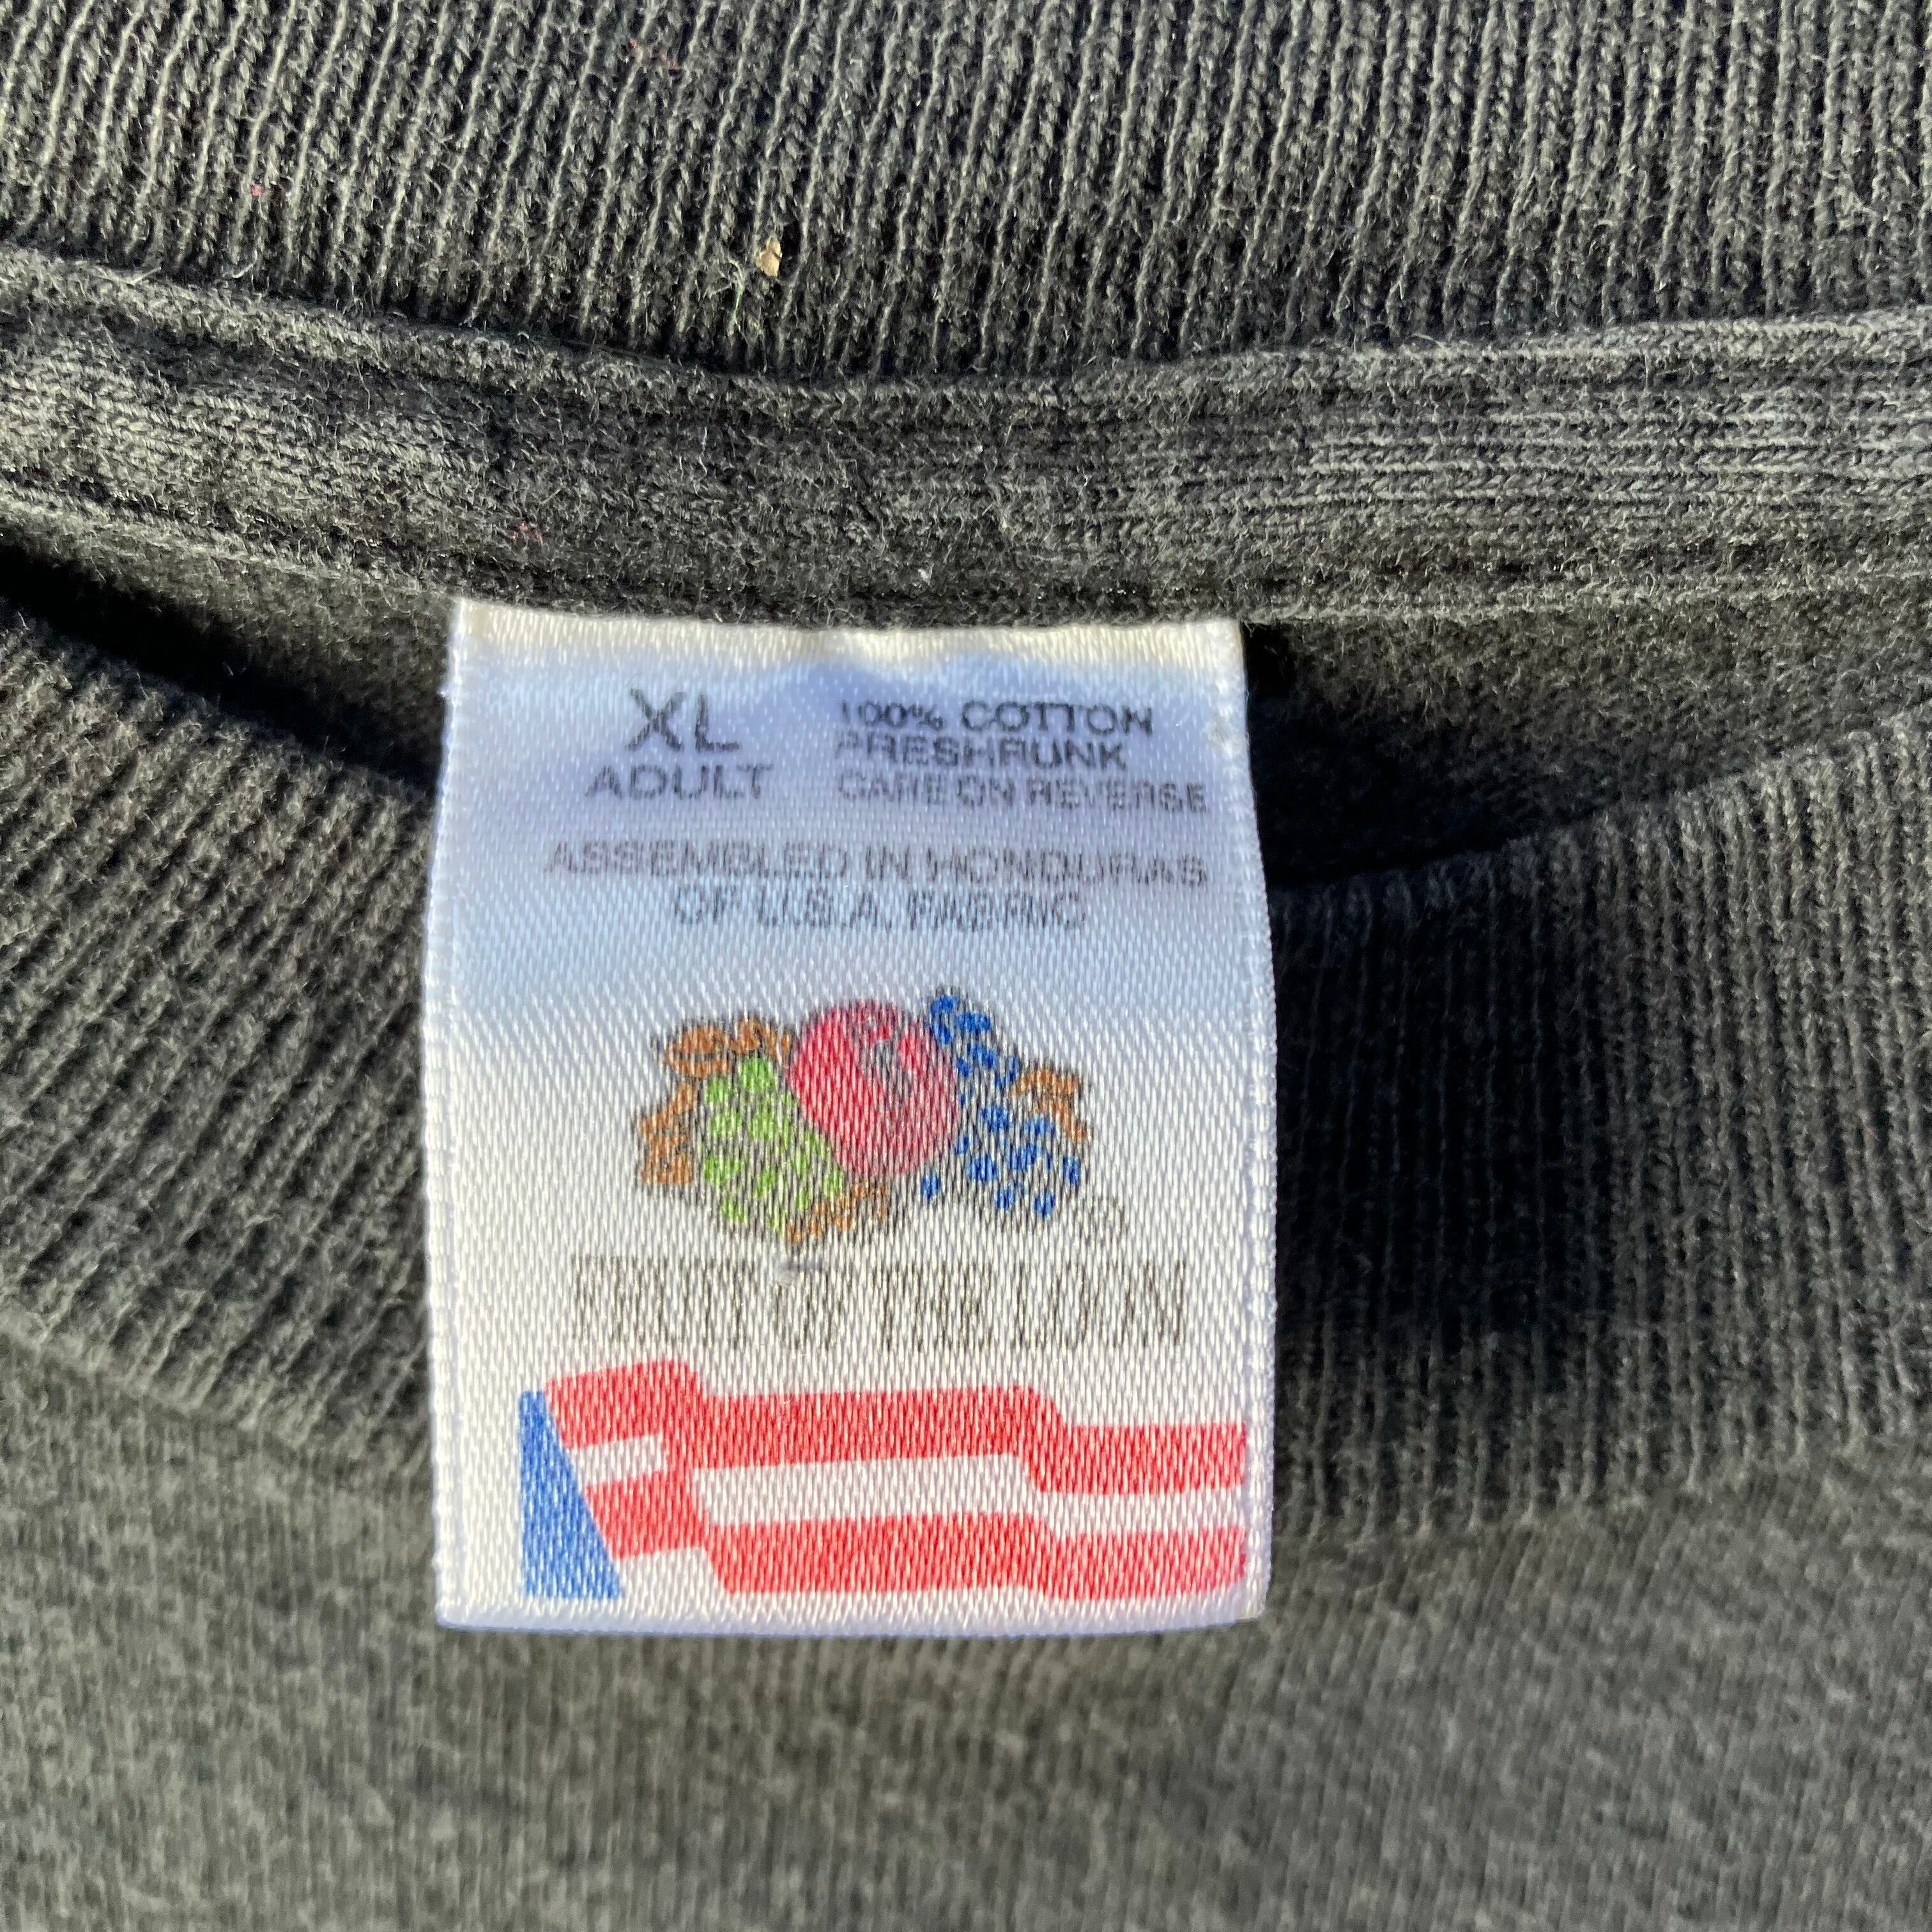 XL
ADULT
100% COTTON
PRESHRUNK
CARE ON REVERSE
ASSEMBLED IN HONDURAS
OF U.S.A. FABRIC
®
FRUIT OF THE LOOM